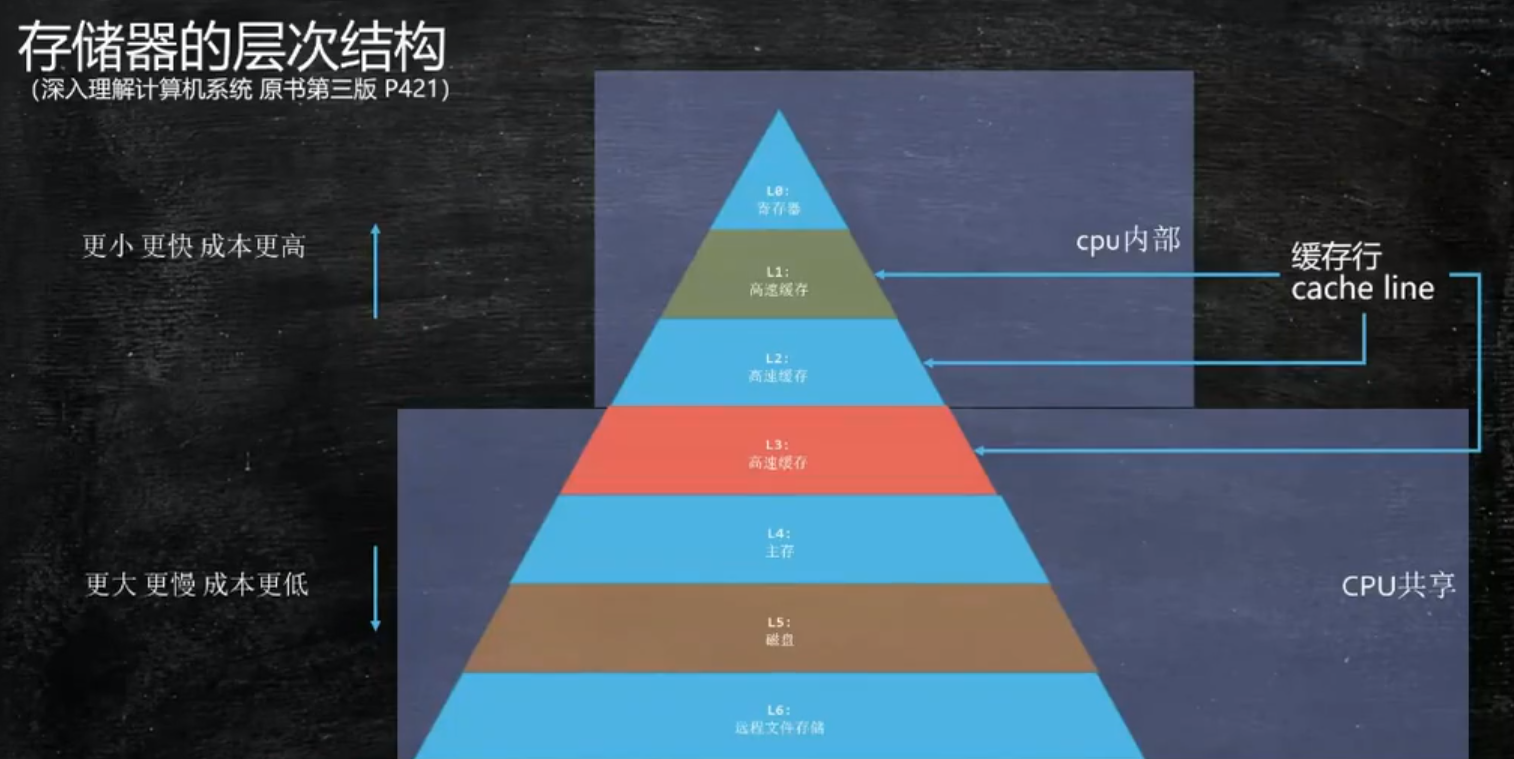 存储器的层次结构
（深入理解计算机系统 原书第三版 P421）
L0:
寄存器
更小 更快 成本更高
cpu内部
缓存行
cache line
L1:
高速缓存
L2:
高速缓存
L3:
高速缓存
L4:
主存
更大 更慢 成本更低
CPU共享
L5:
磁盘
L6:
远程文件存储